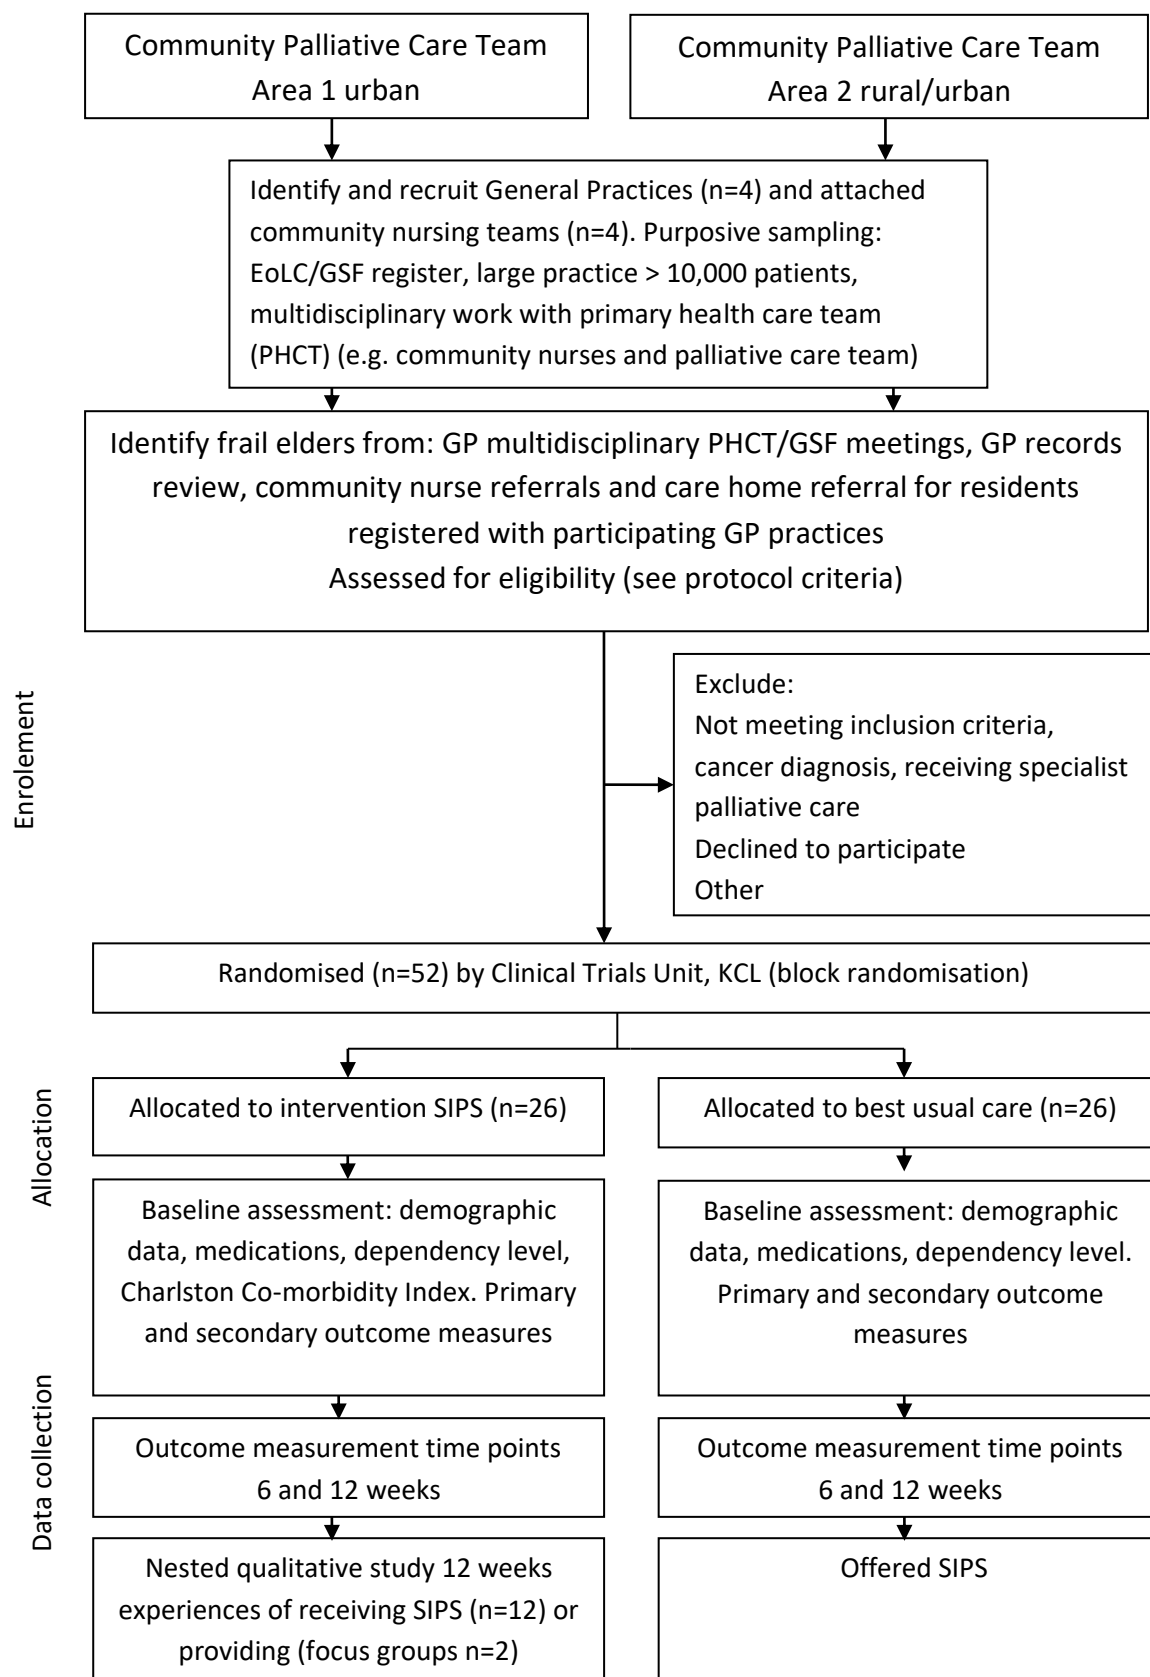 Community Palliative Care Team
Area 1 urban
Community Palliative Care Team
Area 2 rural/urban
Identify and recruit General Practices (n=4) and attached
community nursing teams (n=4). Purposive sampling:
EoLC/GSF register, large practice > 10,000 patients,
multidisciplinary work with primary health care team
(PHCT) (e.g. community nurses and palliative care team)
Identify frail elders from: GP multidisciplinary PHCT/GSF meetings, GP records
review, community nurse referrals and care home referral for residents
registered with participating GP practices
Assessed for eligibility (see protocol criteria)
Enrolement
Exclude:
Not meeting inclusion criteria,
cancer diagnosis, receiving specialist
palliative care
Declined to participate
Other
Randomised (n=52) by Clinical Trials Unit, KCL (block randomisation)
Allocation
Allocated to intervention SIPS (n=26)
Allocated to best usual care (n=26)
Baseline assessment: demographic
data, medications, dependency level,
Charlston Co-morbidity Index. Primary
and secondary outcome measures
Baseline assessment: demographic
data, medications, dependency level.
Primary and secondary outcome
measures
Data collection
Outcome measurement time points
6 and 12 weeks
Outcome measurement time points
6 and 12 weeks
Nested qualitative study 12 weeks
experiences of receiving SIPS (n=12) or
providing (focus groups n=2)
Offered SIPS